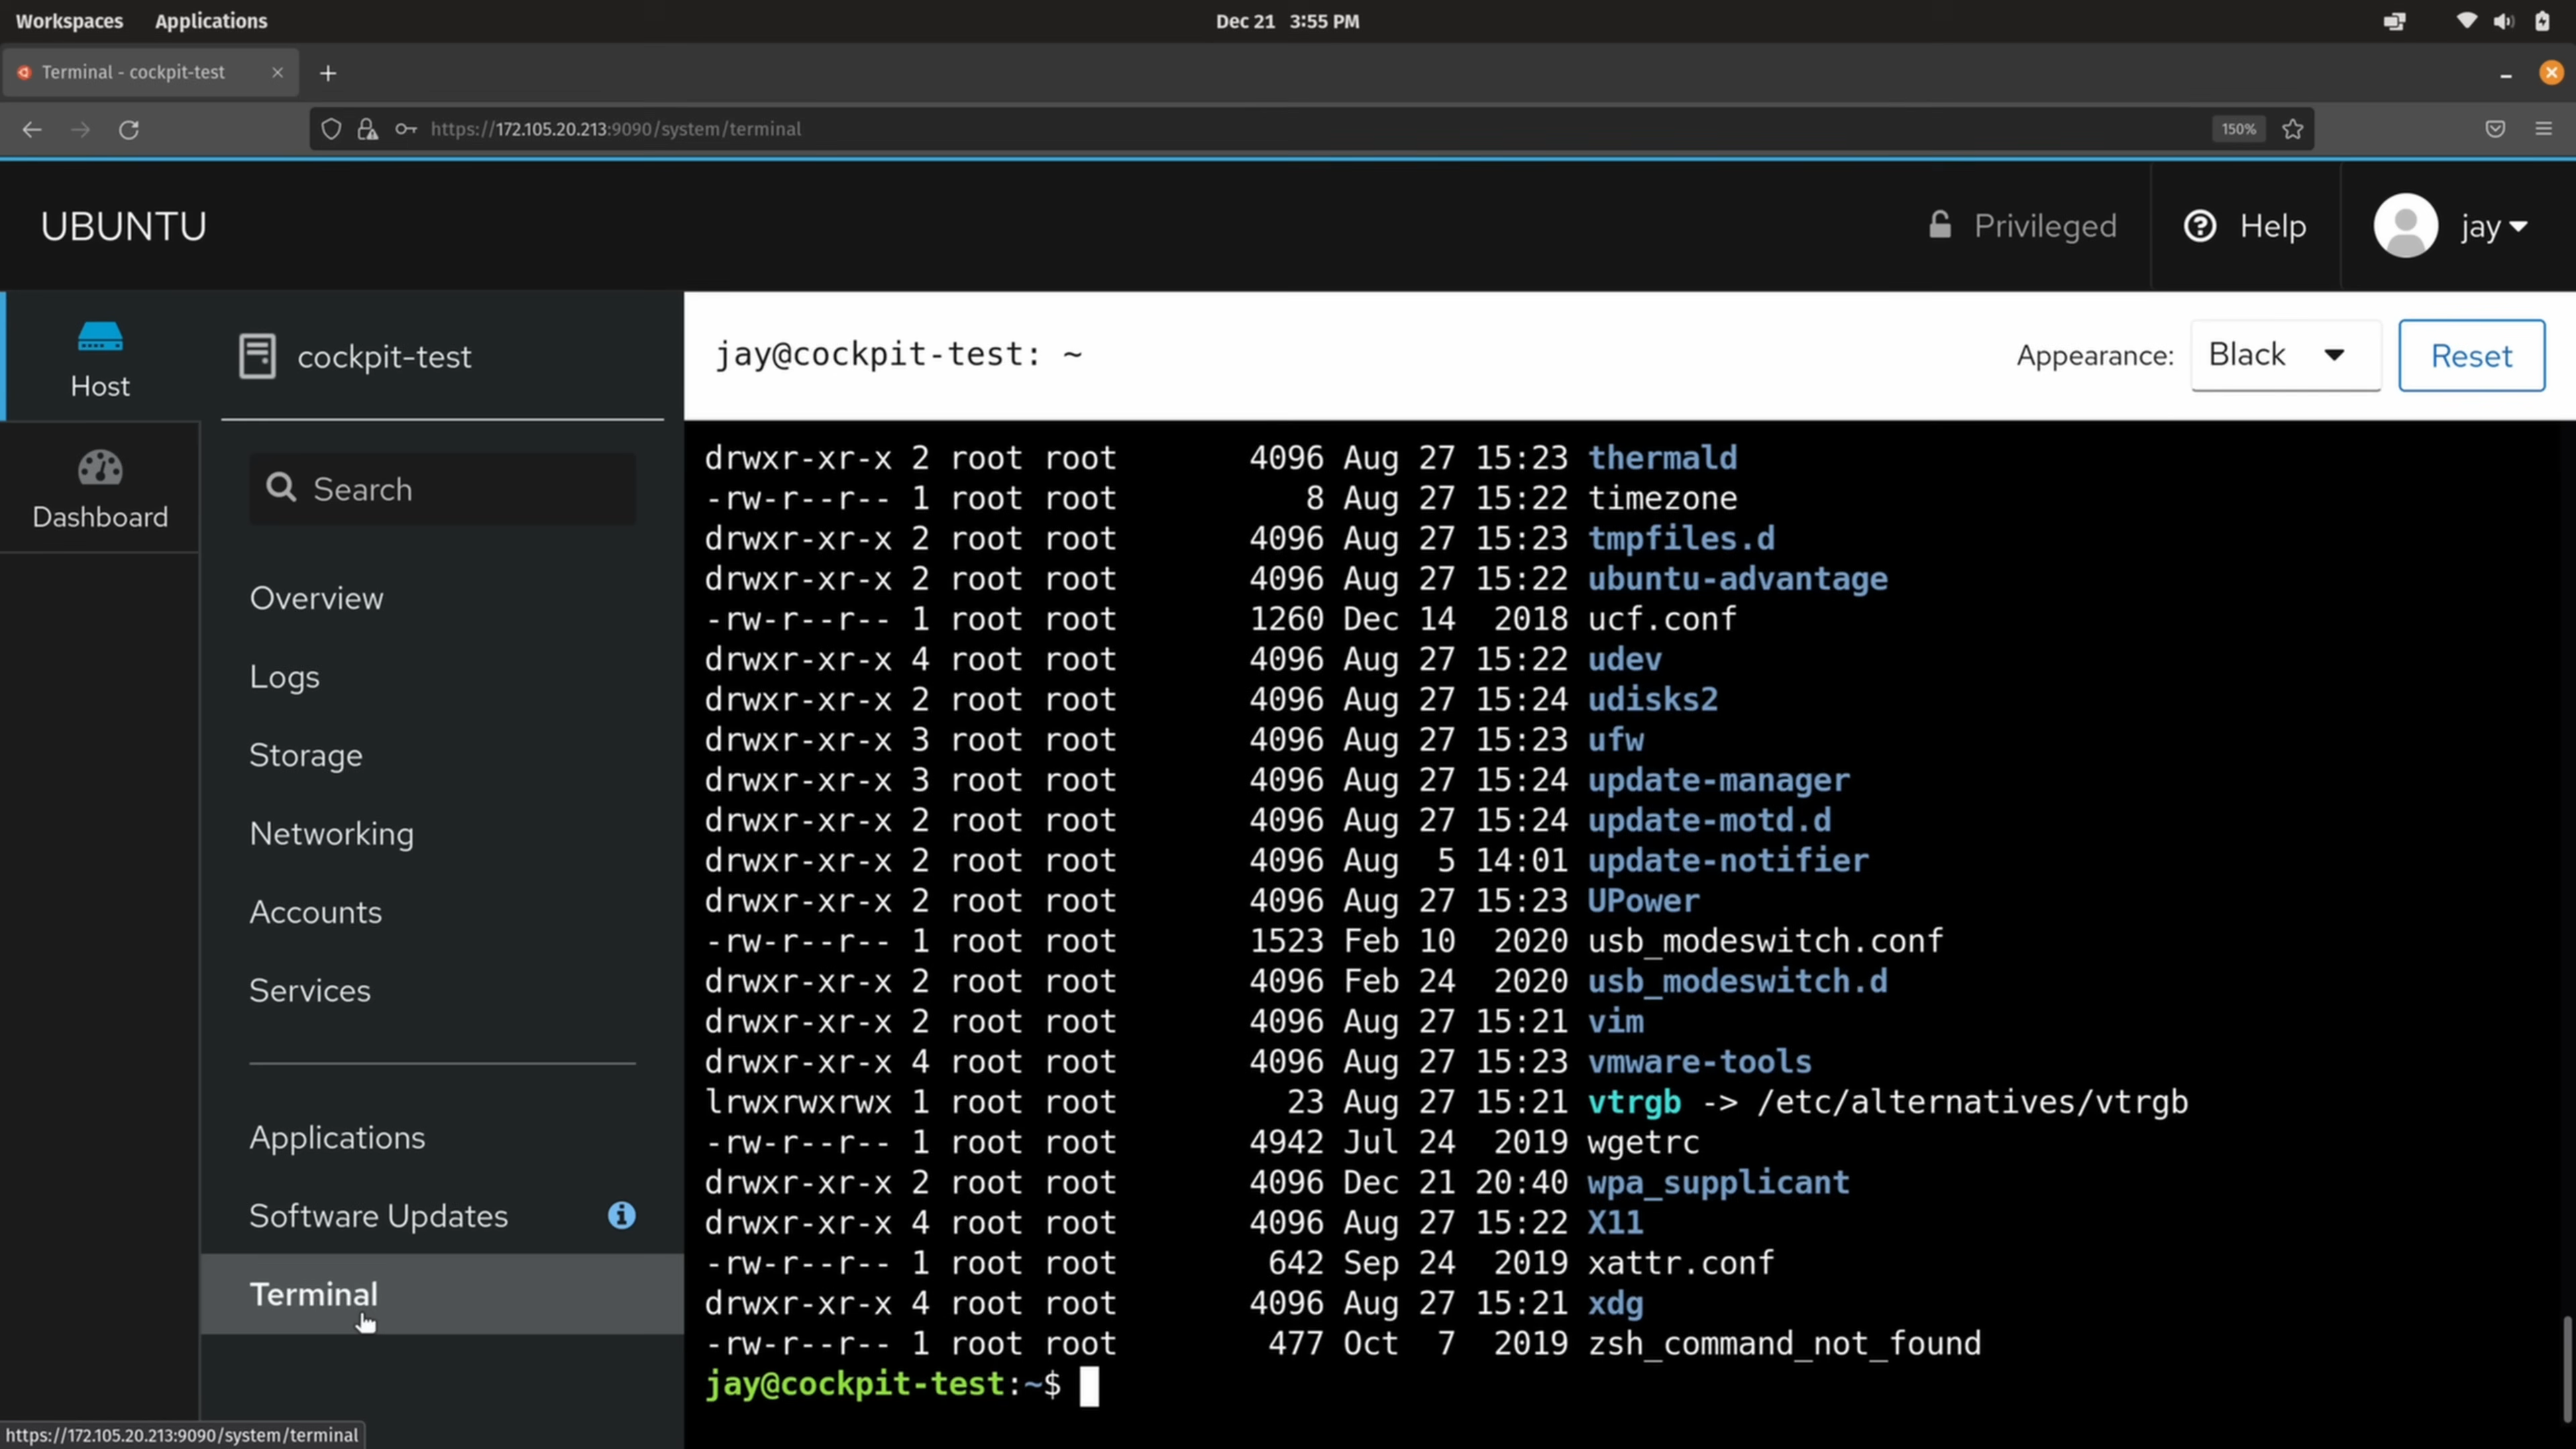 Workspaces Applications Dec 21 3:55 PM
Terminal - cockpit-test
https://172.105.20.213:9090/system/terminal 150%
UBUNTU Privileged Help jay
Host
Dashboard
cockpit-test
Search
Overview
Logs
Storage
Networking
Accounts
Services
Applications
Software Updates
Terminal
jay@cockpit-test: ~ Appearance: Black Reset
drwxr-xr-x 2 root root 4096 Aug 27 15:23 thermald
-rw-r--r-- 1 root root 8 Aug 27 15:22 timezone
drwxr-xr-x 2 root root 4096 Aug 27 15:23 tmpfiles.d
drwxr-xr-x 2 root root 4096 Aug 27 15:22 ubuntu-advantage
-rw-r--r-- 1 root root 1260 Dec 14 2018 ucf.conf
drwxr-xr-x 4 root root 4096 Aug 27 15:22 udev
drwxr-xr-x 2 root root 4096 Aug 27 15:24 udisks2
drwxr-xr-x 3 root root 4096 Aug 27 15:23 ufw
drwxr-xr-x 3 root root 4096 Aug 27 15:24 update-manager
drwxr-xr-x 2 root root 4096 Aug 27 15:24 update-motd.d
drwxr-xr-x 2 root root 4096 Aug 5 14:01 update-notifier
drwxr-xr-x 2 root root 4096 Aug 27 15:23 UPower
-rw-r--r-- 1 root root 1523 Feb 10 2020 usb_modeswitch.conf
drwxr-xr-x 2 root root 4096 Feb 24 2020 usb_modeswitch.d
drwxr-xr-x 2 root root 4096 Aug 27 15:21 vim
drwxr-xr-x 4 root root 4096 Aug 27 15:23 vmware-tools
lrwxrwxrwx 1 root root 23 Aug 27 15:21 vtrgb -> /etc/alternatives/vtrgb
-rw-r--r-- 1 root root 4942 Jul 24 2019 wgetrc
drwxr-xr-x 2 root root 4096 Dec 21 20:40 wpa_supplicant
drwxr-xr-x 4 root root 4096 Aug 27 15:22 X11
-rw-r--r-- 1 root root 642 Sep 24 2019 xattr.conf
drwxr-xr-x 4 root root 4096 Aug 27 15:21 xdg
-rw-r--r-- 1 root root 477 Oct 7 2019 zsh_command_not_found
jay@cockpit-test:~$
https://172.105.20.213:9090/system/terminal